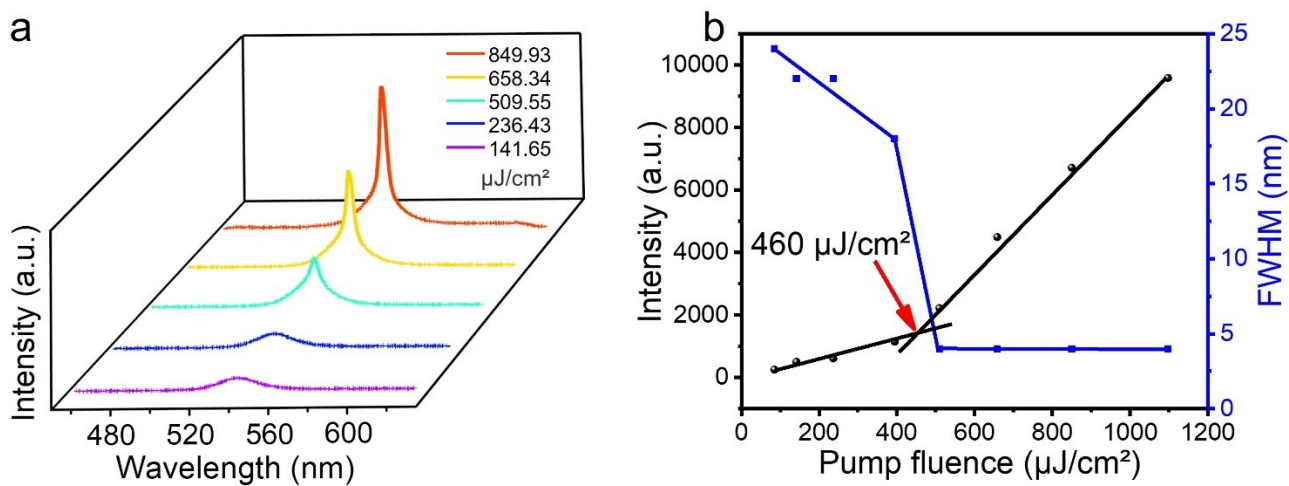 a
849.93
658.34
509.55
236.43
141.65
µJ/cm²
Intensity (a.u.)
480 520 560 600
Wavelength (nm)
b
10000
8000
6000
4000
2000
0
Intensity (a.u.)
460 µJ/cm²
25
20
15
10
5
0
FWHM (nm)
0 200 400 600 800 1000 1200
Pump fluence (µJ/cm²)